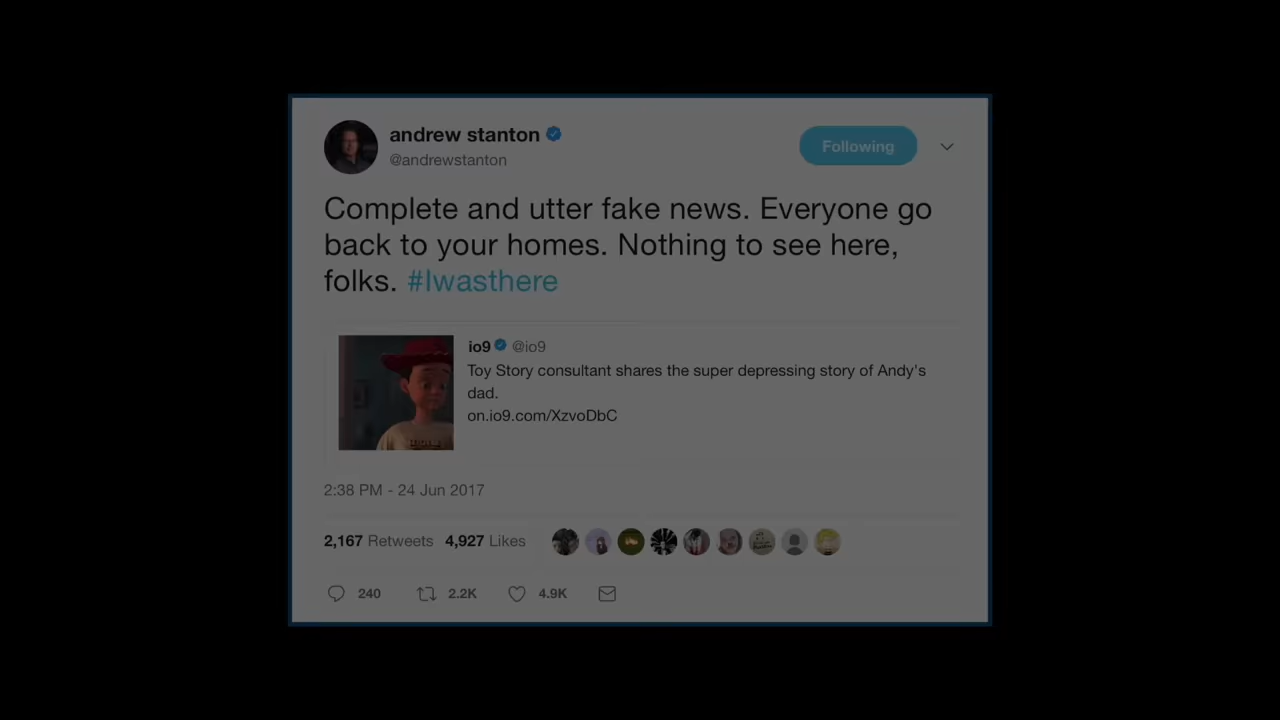 andrew stanton
@andrewstanton
Following
Complete and utter fake news. Everyone go
back to your homes. Nothing to see here,
folks. #Iwasthere
io9 @io9
Toy Story consultant shares the super depressing story of Andy's
dad.
on.io9.com/XzvoDbC
2:38 PM - 24 Jun 2017
2,167 Retweets 4,927 Likes
240 2.2K 4.9K